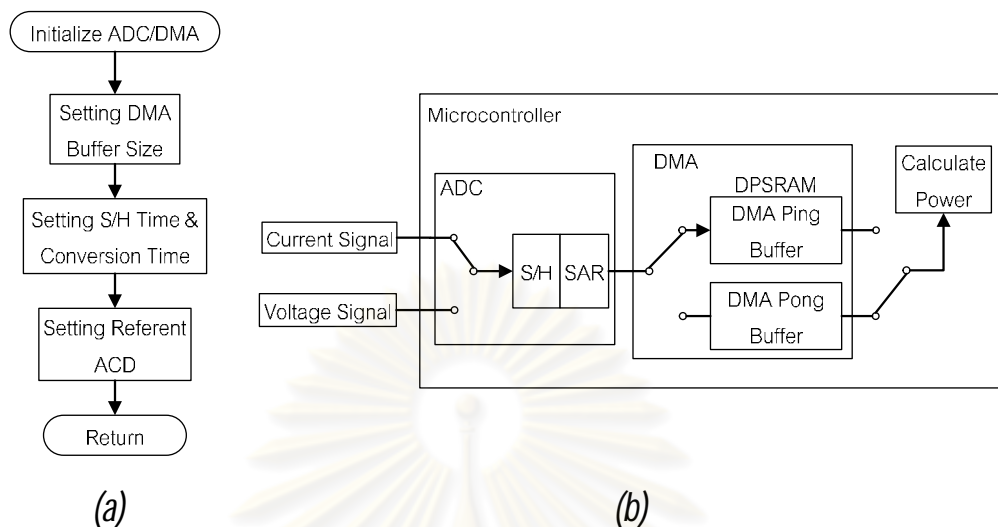 Initialize ADC/DMA
Setting DMA
Buffer Size
Setting S/H Time &
Conversion Time
Setting Referent
ACD
Return
(a)
Microcontroller
ADC
Current Signal
Voltage Signal
S/H
SAR
DMA
DPSRAM
DMA Ping
Buffer
DMA Pong
Buffer
Calculate
Power
(b)